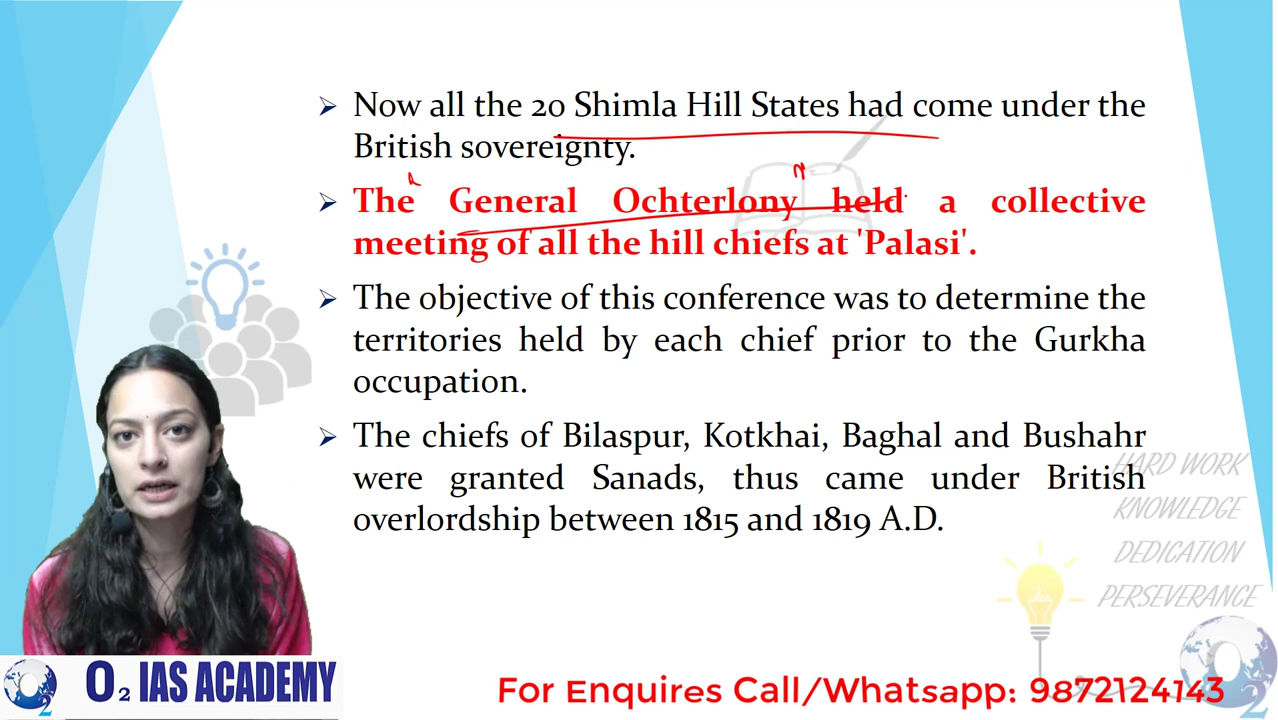 Now all the 20 Shimla Hill States had come under the
British sovereignty.
The General Ochterlony held a collective
meeting of all the hill chiefs at 'Palasi'.
The objective of this conference was to determine the
territories held by each chief prior to the Gurkha
occupation.
The chiefs of Bilaspur, Kotkhai, Baghal and Bushahr
were granted Sanads, thus came under British
overlordship between 1815 and 1819 A.D.
HARD WORK
KNOWLEDGE
DEDICATION
PERSEVERANCE
idea
O2 IAS ACADEMY
For Enquires Call/Whatsapp: 9872124143